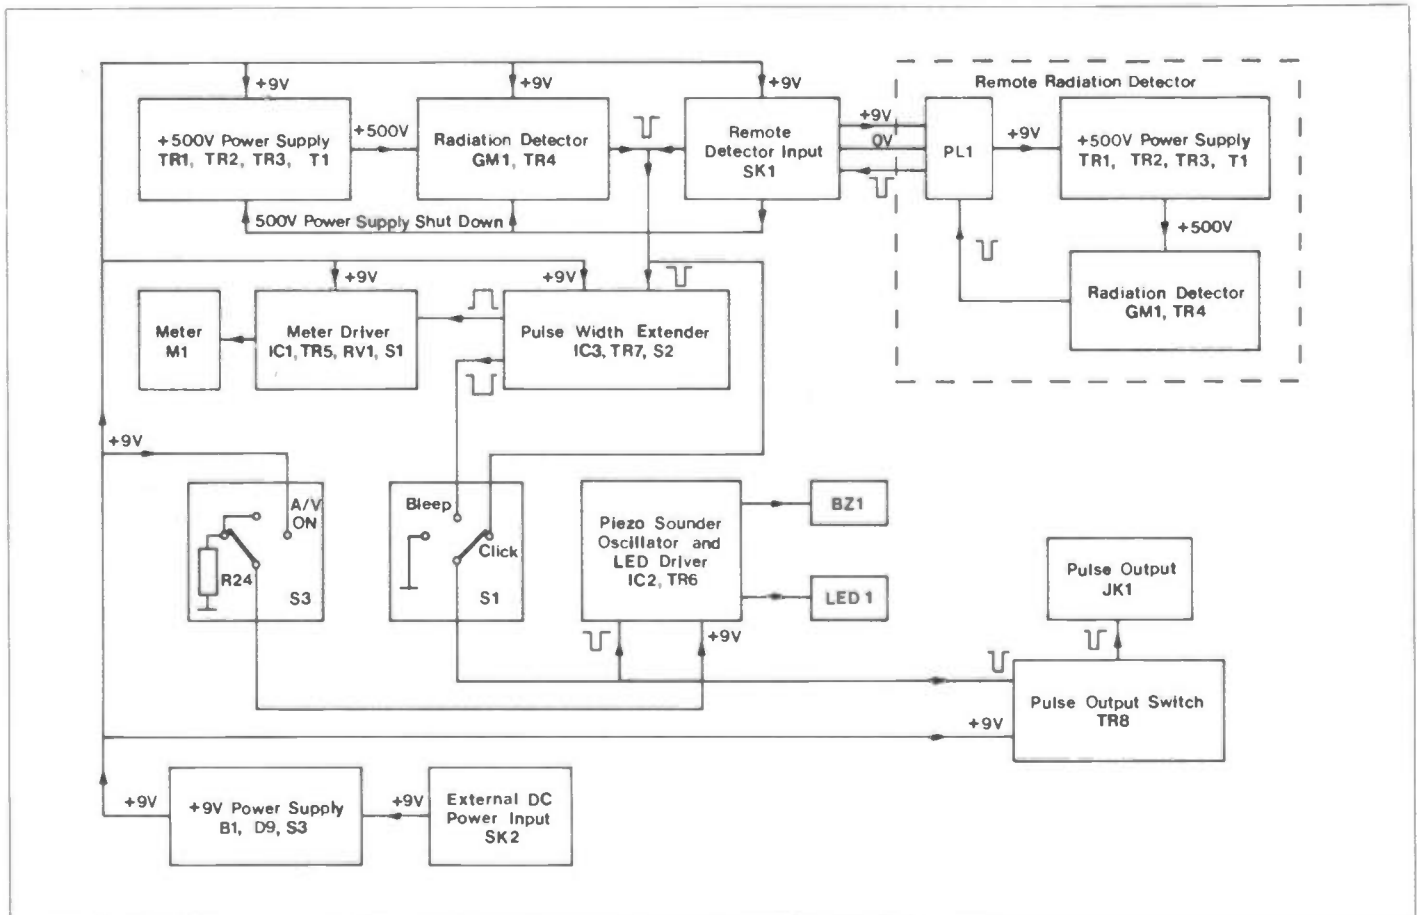 +9V
+9V
+9V
Remote Radiation Detector
+500V Power Supply
TR1, TR2, TR3, T1
+500V
Radiation Detector
GM1, TR4
Remote
Detector Input
SK1
+9V
0V
PL1
+9V
+500V Power Supply
TR1, TR2, TR3, T1
500V Power Supply Shut Down
+500V
Radiation Detector
GM1, TR4
+9V
+9V
Meter
M1
Meter Driver
IC1, TR5, RV1, S1
Pulse Width Extender
IC3, TR7, S2
+9V
A/V
ON
R24
S3
Bleep
Click
S1
Piezo Sounder
Oscillator and
LED Driver
IC2, TR6
BZ1
LED 1
+9V
Pulse Output
JK1
Pulse Output Switch
TR8
+9V
+9V
+9V Power Supply
B1, D9, S3
+9V
External DC
Power Input
SK2